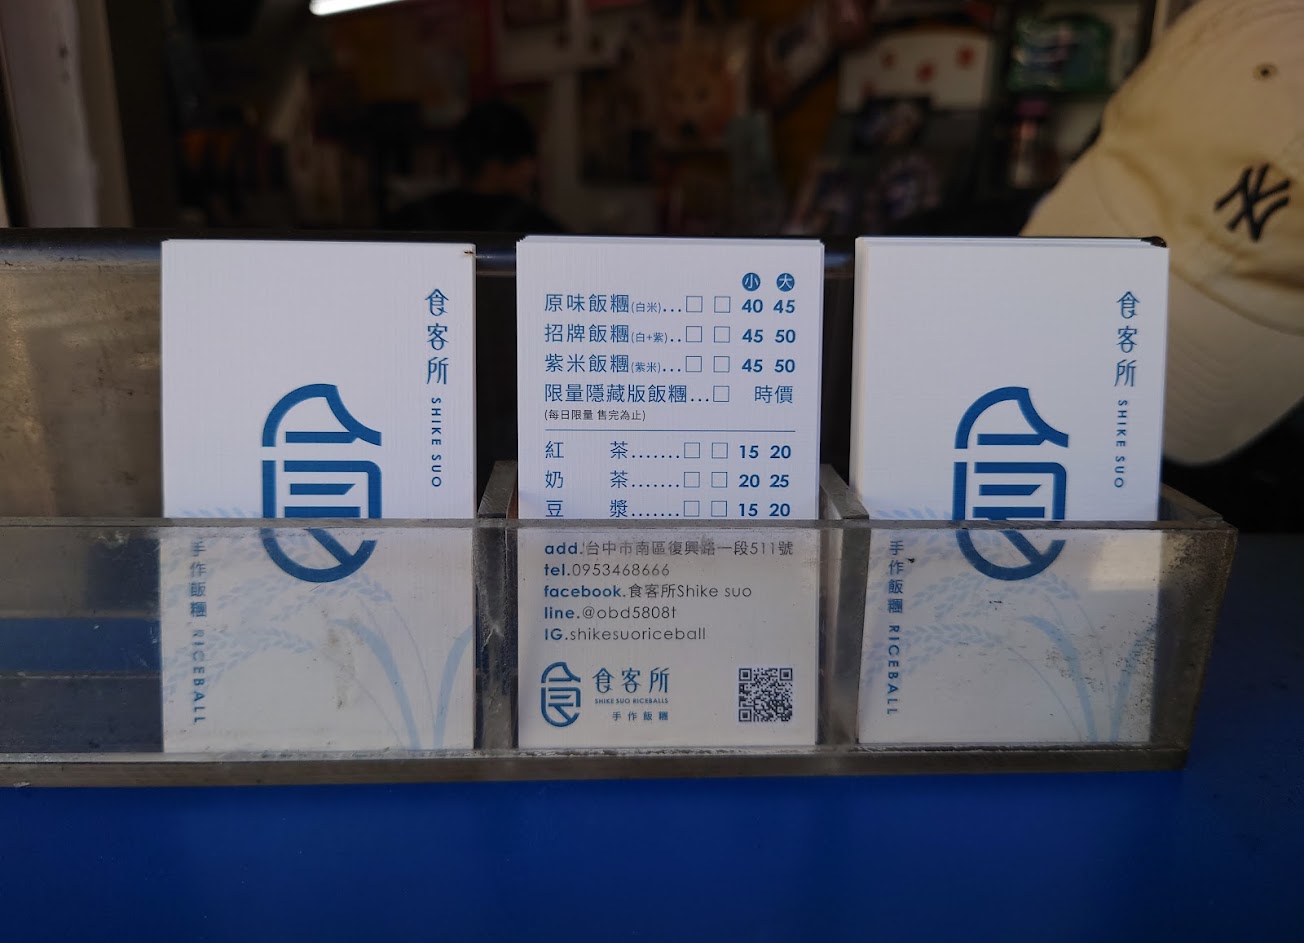 食客所 SHIKE SUO
食
手作飯糰 RICEBALL
小 大
原味飯糰(白米)...□ □ 40 45
招牌飯糰(白+紫)..□ □ 45 50
紫米飯糰(紫米)...□ □ 45 50
限量隱藏版飯糰...□ 時價
(每日限量 售完為止)
紅 茶.......□ □ 15 20
奶 茶.......□ □ 20 25
豆 漿.......□ □ 15 20
add.台中市南區復興路一段511號
tel.0953468666
facebook.食客所Shike suo
line.@obd5808t
IG.shikesuoriceball
食
食客所
SHIKE SUO RICEBALLS
手作飯糰
食客所 SHIKE SUO
食
手作飯糰 RICEBALL
NY